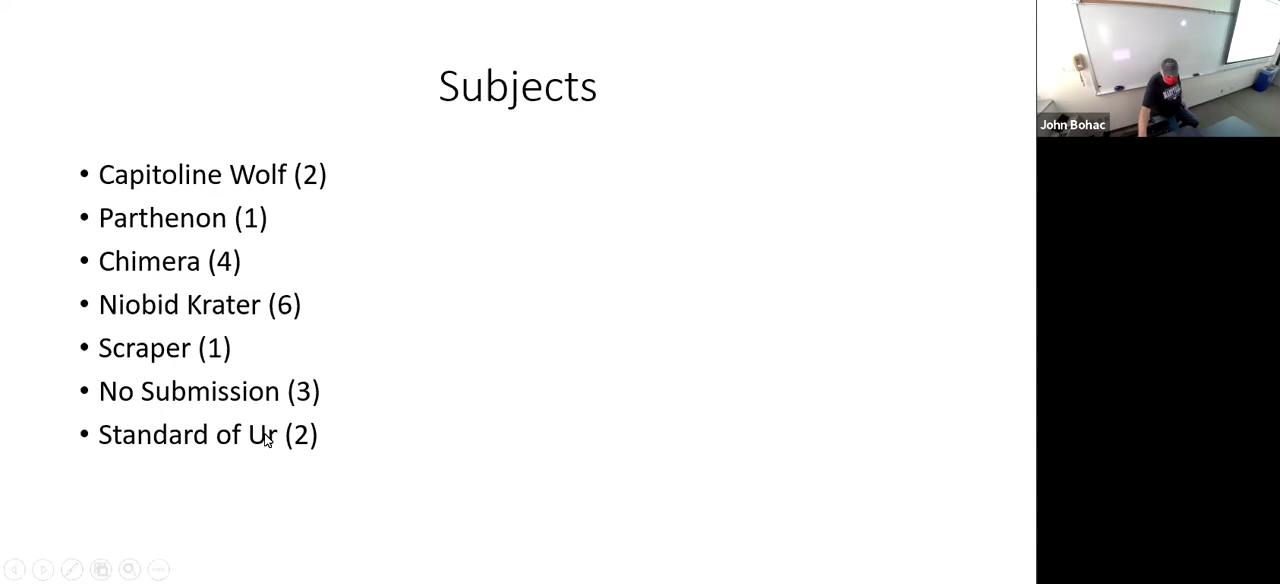 Subjects
• Capitoline Wolf (2)
• Parthenon (1)
• Chimera (4)
• Niobid Krater (6)
• Scraper (1)
• No Submission (3)
• Standard of Ur (2)
John Bohac